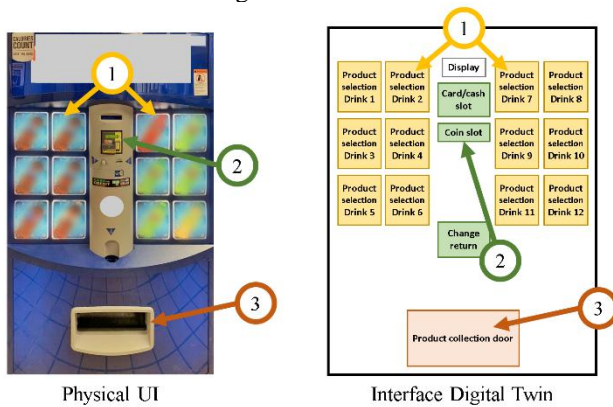 CALORIES
COUNT
1
2
3
Physical UI
1
Display
Product
selection
Drink 1
Product
selection
Drink 2
Card/cash
slot
Product
selection
Drink 7
Product
selection
Drink 8
Coin slot
Product
selection
Drink 3
Product
selection
Drink 4
Product
selection
Drink 9
Product
selection
Drink 10
Product
selection
Drink 5
Product
selection
Drink 6
Product
selection
Drink 11
Product
selection
Drink 12
Change
return
2
3
Product collection door
Interface Digital Twin